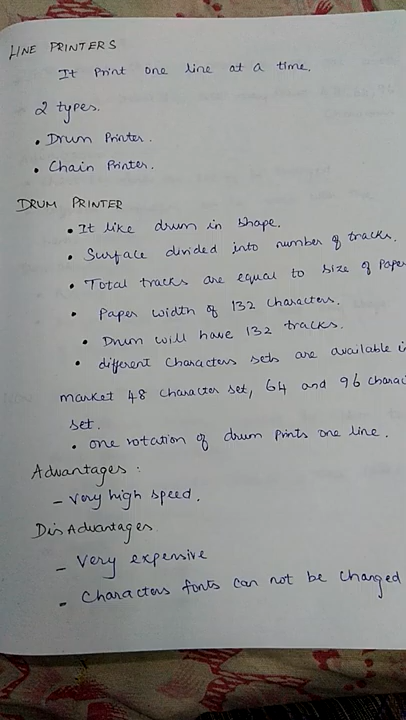 LINE PRINTERS
It Print one line at a time.
2 types.
• Drum Printer.
• Chain Printer.
DRUM PRINTER
• It like drum in shape.
• Surface divided into number of tracks.
• Total tracks are equal to size of Paper
• Paper width of 132 characters.
• Drum will have 132 tracks.
• different characters sets are available i
market 48 character set, 64 and 96 charac
set.
• one rotation of drum prints one line.
Advantages :
- Very high speed.
DisAdvantages
- Very expensive
- Characters fonts can not be changed